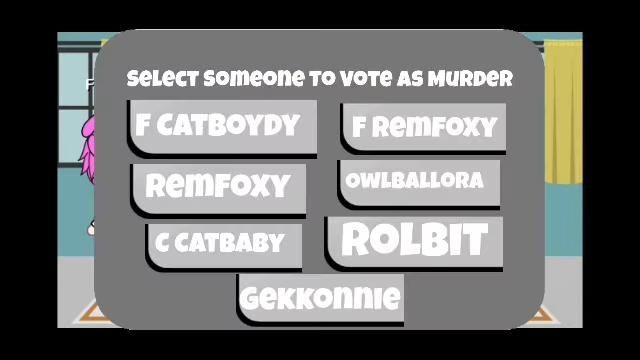 Select Someone to Vote as Murder
F Catboydy
F Remfoxy
Remfoxy
Owlballora
C Catbaby
Rolbit
Gekkonnie